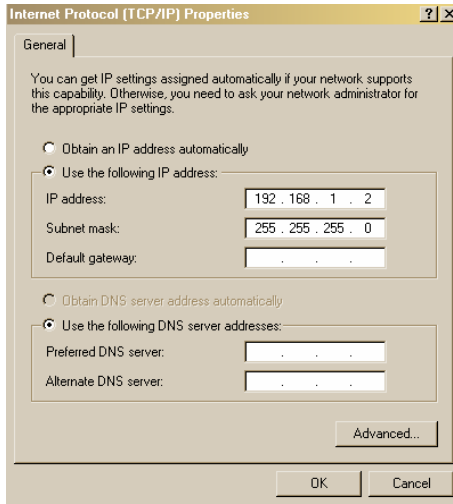 Internet Protocol (TCP/IP) Properties
General
You can get IP settings assigned automatically if your network supports
this capability. Otherwise, you need to ask your network administrator for
the appropriate IP settings.
Obtain an IP address automatically
Use the following IP address:
IP address: 192 . 168 . 1 . 2
Subnet mask: 255 . 255 . 255 . 0
Default gateway: . . .
Obtain DNS server address automatically
Use the following DNS server addresses:
Preferred DNS server: . . .
Alternate DNS server: . . .
Advanced...
OK Cancel